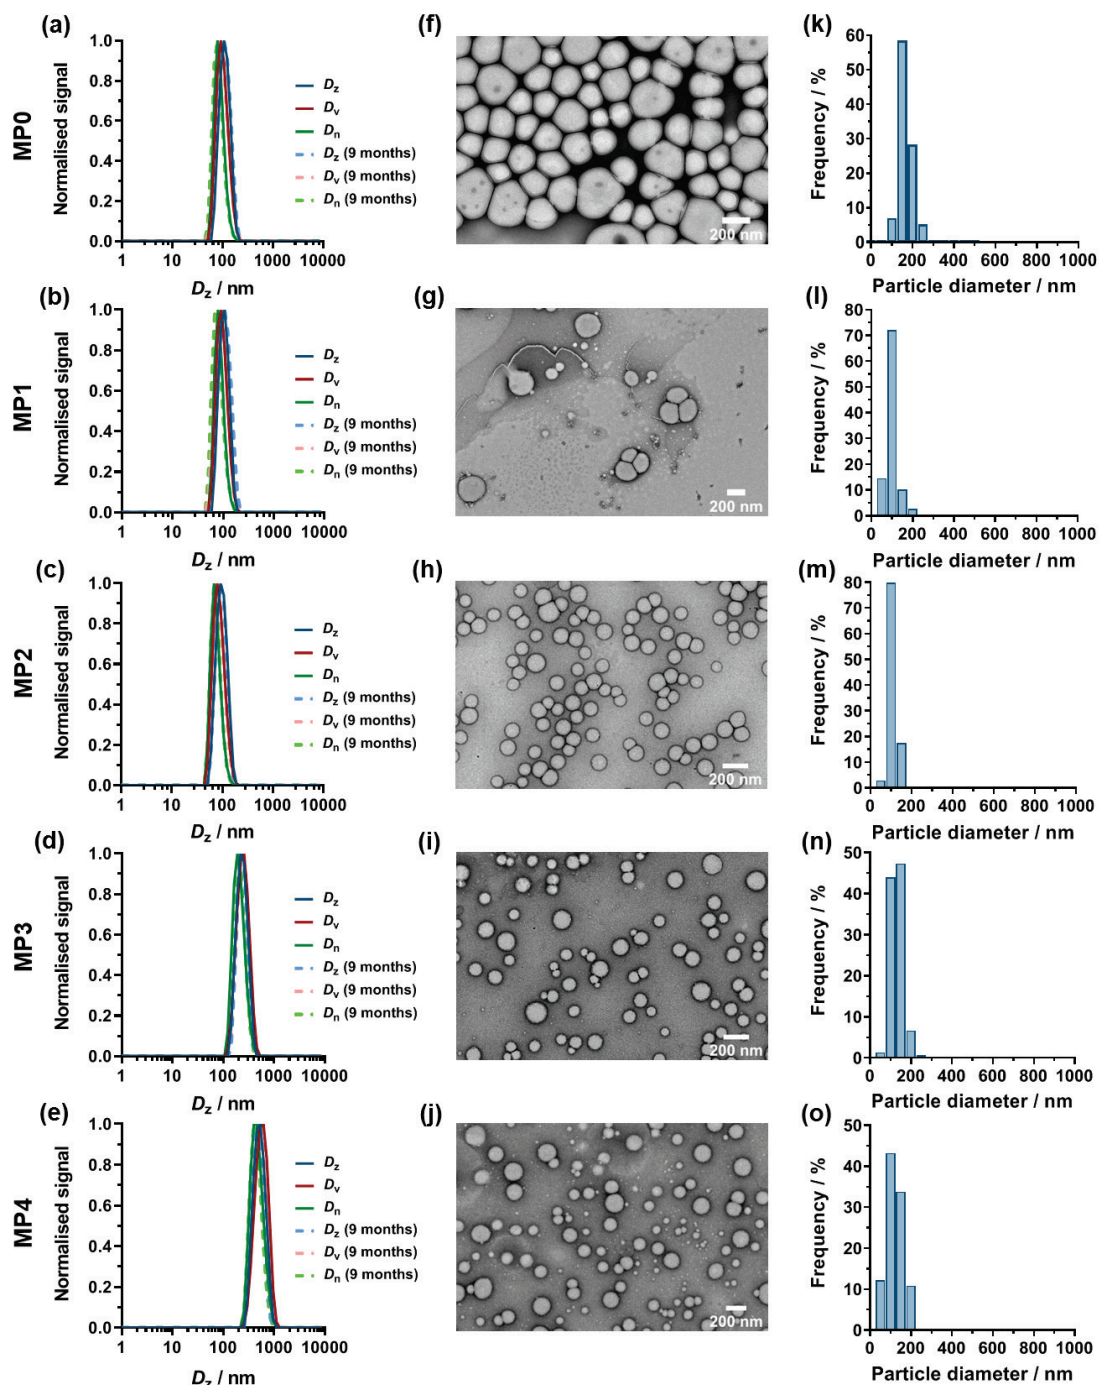 (a)
MP0
Normalised signal
1.0
0.8
0.6
0.4
0.2
0.0
1 10 100 1000 10000
Dz / nm
Dz
Dv
Dn
Dz (9 months)
Dv (9 months)
Dn (9 months)
(f)
200 nm
(k)
Frequency / %
60
50
40
30
20
10
0
0 200 400 600 800 1000
Particle diameter / nm
(b)
MP1
Normalised signal
1.0
0.8
0.6
0.4
0.2
0.0
1 10 100 1000 10000
Dz / nm
Dz
Dv
Dn
Dz (9 months)
Dv (9 months)
Dn (9 months)
(g)
200 nm
(l)
Frequency / %
80
70
60
50
40
30
20
10
0
0 200 400 600 800 1000
Particle diameter / nm
(c)
MP2
Normalised signal
1.0
0.8
0.6
0.4
0.2
0.0
1 10 100 1000 10000
Dz / nm
Dz
Dv
Dn
Dz (9 months)
Dv (9 months)
Dn (9 months)
(h)
200 nm
(m)
Frequency / %
80
70
60
50
40
30
20
10
0
0 200 400 600 800 1000
Particle diameter / nm
(d)
MP3
Normalised signal
1.0
0.8
0.6
0.4
0.2
0.0
1 10 100 1000 10000
Dz / nm
Dz
Dv
Dn
Dz (9 months)
Dv (9 months)
Dn (9 months)
(i)
200 nm
(n)
Frequency / %
50
40
30
20
10
0
0 200 400 600 800 1000
Particle diameter / nm
(e)
MP4
Normalised signal
1.0
0.8
0.6
0.4
0.2
0.0
1 10 100 1000 10000
Dz / nm
Dz
Dv
Dn
Dz (9 months)
Dv (9 months)
Dn (9 months)
(j)
200 nm
(o)
Frequency / %
50
40
30
20
10
0
0 200 400 600 800 1000
Particle diameter / nm